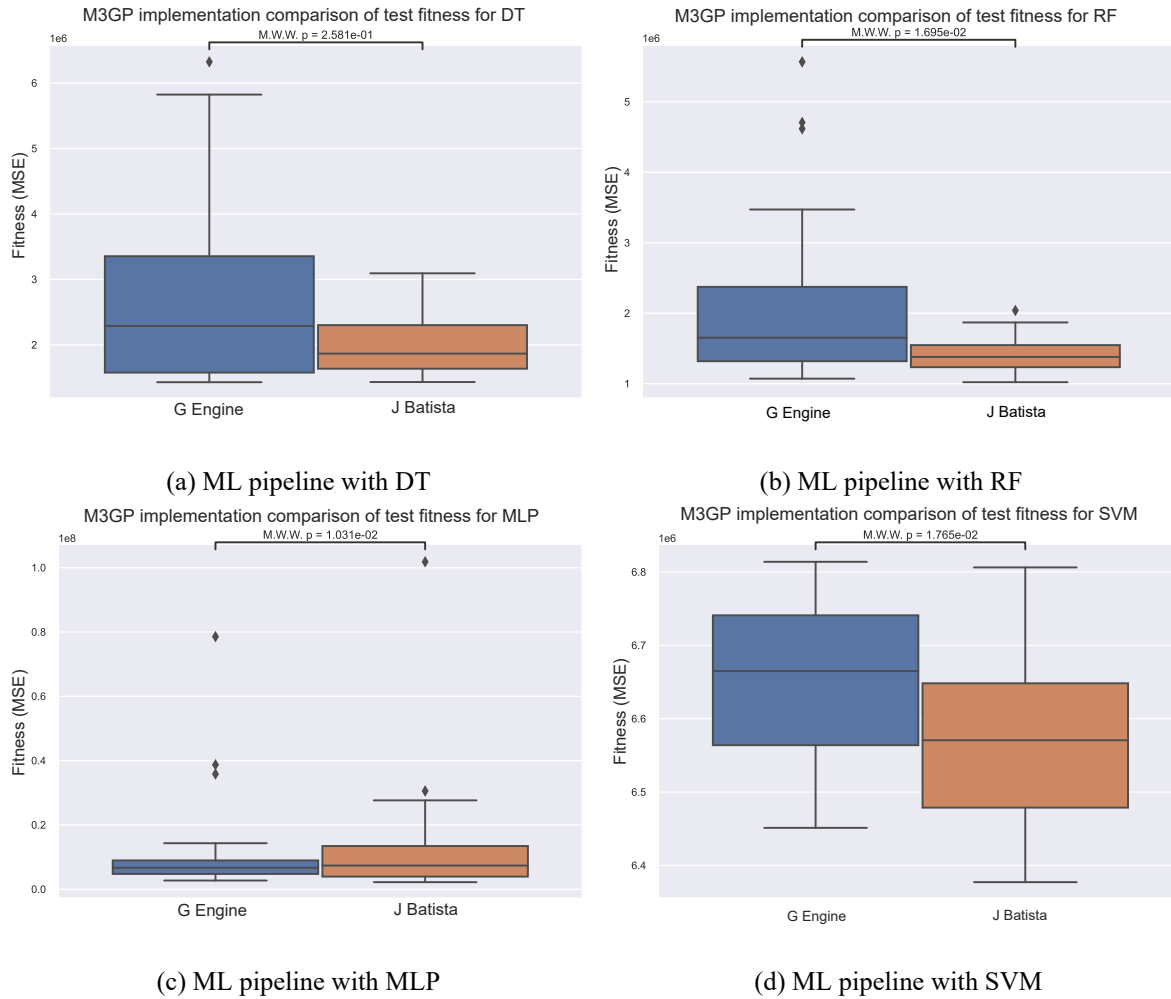 M3GP implementation comparison of test fitness for DT
1e6
M.W.W. p = 2.581e-01
6
5
4
3
2
Fitness (MSE)
G Engine
J Batista
(a) ML pipeline with DT
M3GP implementation comparison of test fitness for RF
1e6
M.W.W. p = 1.695e-02
5
4
3
2
1
Fitness (MSE)
G Engine
J Batista
(b) ML pipeline with RF
M3GP implementation comparison of test fitness for MLP
1e8
M.W.W. p = 1.031e-02
1.0
0.8
0.6
0.4
0.2
0.0
Fitness (MSE)
G Engine
J Batista
(c) ML pipeline with MLP
M3GP implementation comparison of test fitness for SVM
1e6
M.W.W. p = 1.765e-02
6.8
6.7
6.6
6.5
6.4
Fitness (MSE)
G Engine
J Batista
(d) ML pipeline with SVM